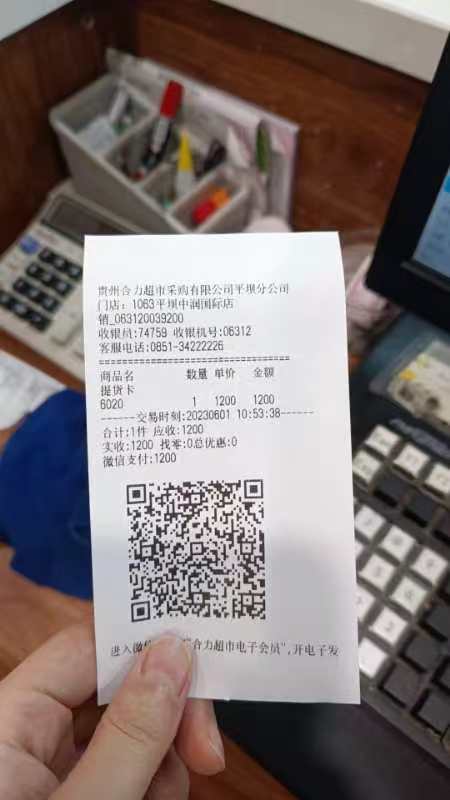 贵州合力超市采购有限公司平坝分公司
门店：1063平坝中润国际店
销_063120039200
收银员:74759 收银机号:06312
客服电话:0851-34222226
===================================
商品名 数量 单价 金额
提货卡
6020 1 1200 1200
------交易时刻:20230601 10:53:38------
合计:1件 应收:1200
实收:1200 找零:0总优惠:0
微信支付:1200
进入微信 "合力超市电子会员",开电子发